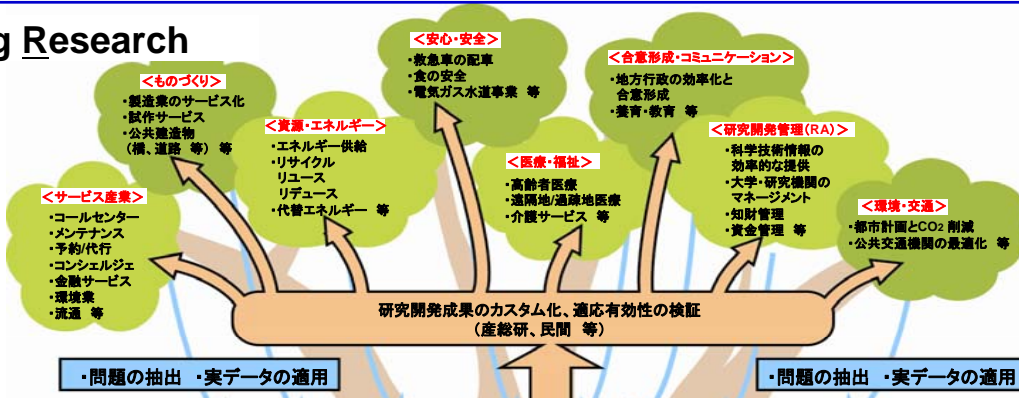 g Research
<ものづくり>
・製造業のサービス化
・試作サービス
・公共建造物
(橋、道路 等) 等
<資源・エネルギー>
・エネルギー供給
・リサイクル
リユース
リデュース
・代替エネルギー 等
<安心・安全>
・救急車の配車
・食の安全
・電気ガス水道事業 等
<医療・福祉>
・高齢者医療
・遠隔地/過疎地医療
・介護サービス 等
<合意形成・コミュニケーション>
・地方行政の効率化と
合意形成
・養育・教育 等
<研究開発管理(RA)>
・科学技術情報の
効率的な提供
・大学・研究機関の
マネージメント
・知財管理
・資金管理 等
<環境・交通>
・都市計画とCO2 削減
・公共交通機関の最適化 等
<サービス産業>
・コールセンター
・メンテナンス
・予約/代行
・コンシェルジェ
・金融サービス
・環境業
・流通 等
研究開発成果のカスタム化、適応有効性の検証
(産総研、民間 等)
・問題の抽出 ・実データの適用
・問題の抽出 ・実データの適用